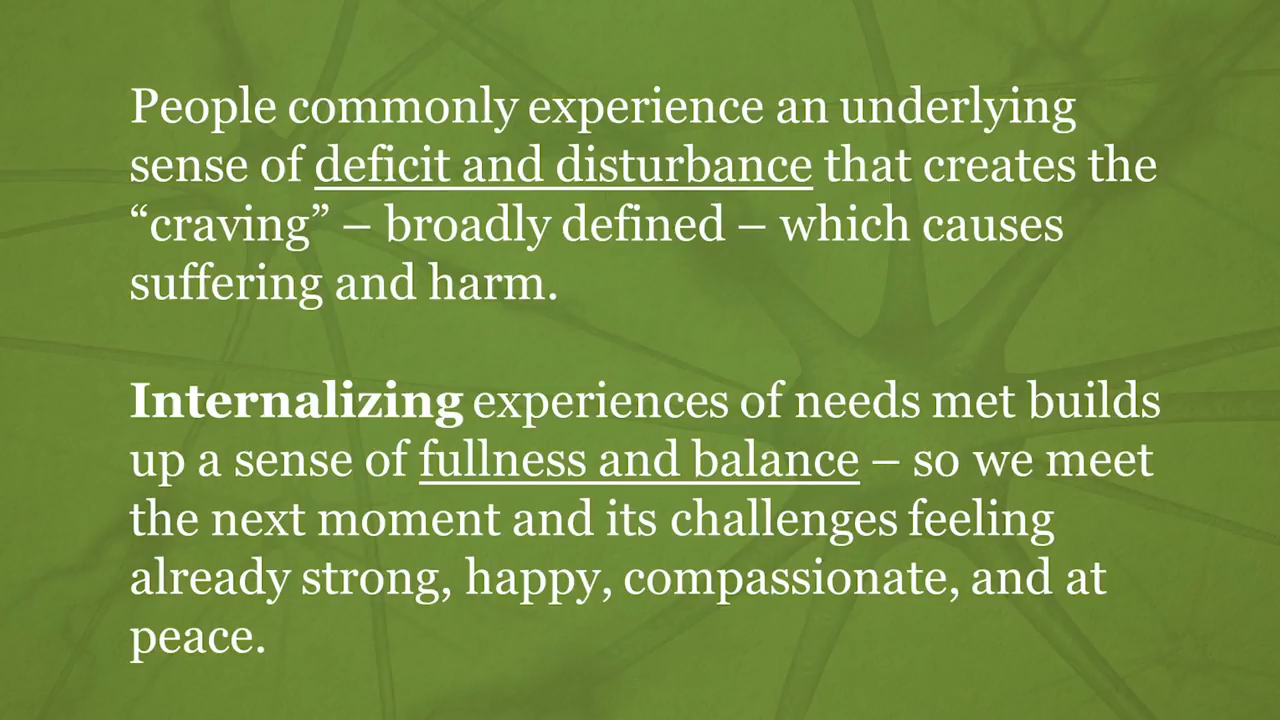 People commonly experience an underlying
sense of deficit and disturbance that creates the
“craving” – broadly defined – which causes
suffering and harm.
Internalizing experiences of needs met builds
up a sense of fullness and balance – so we meet
the next moment and its challenges feeling
already strong, happy, compassionate, and at
peace.